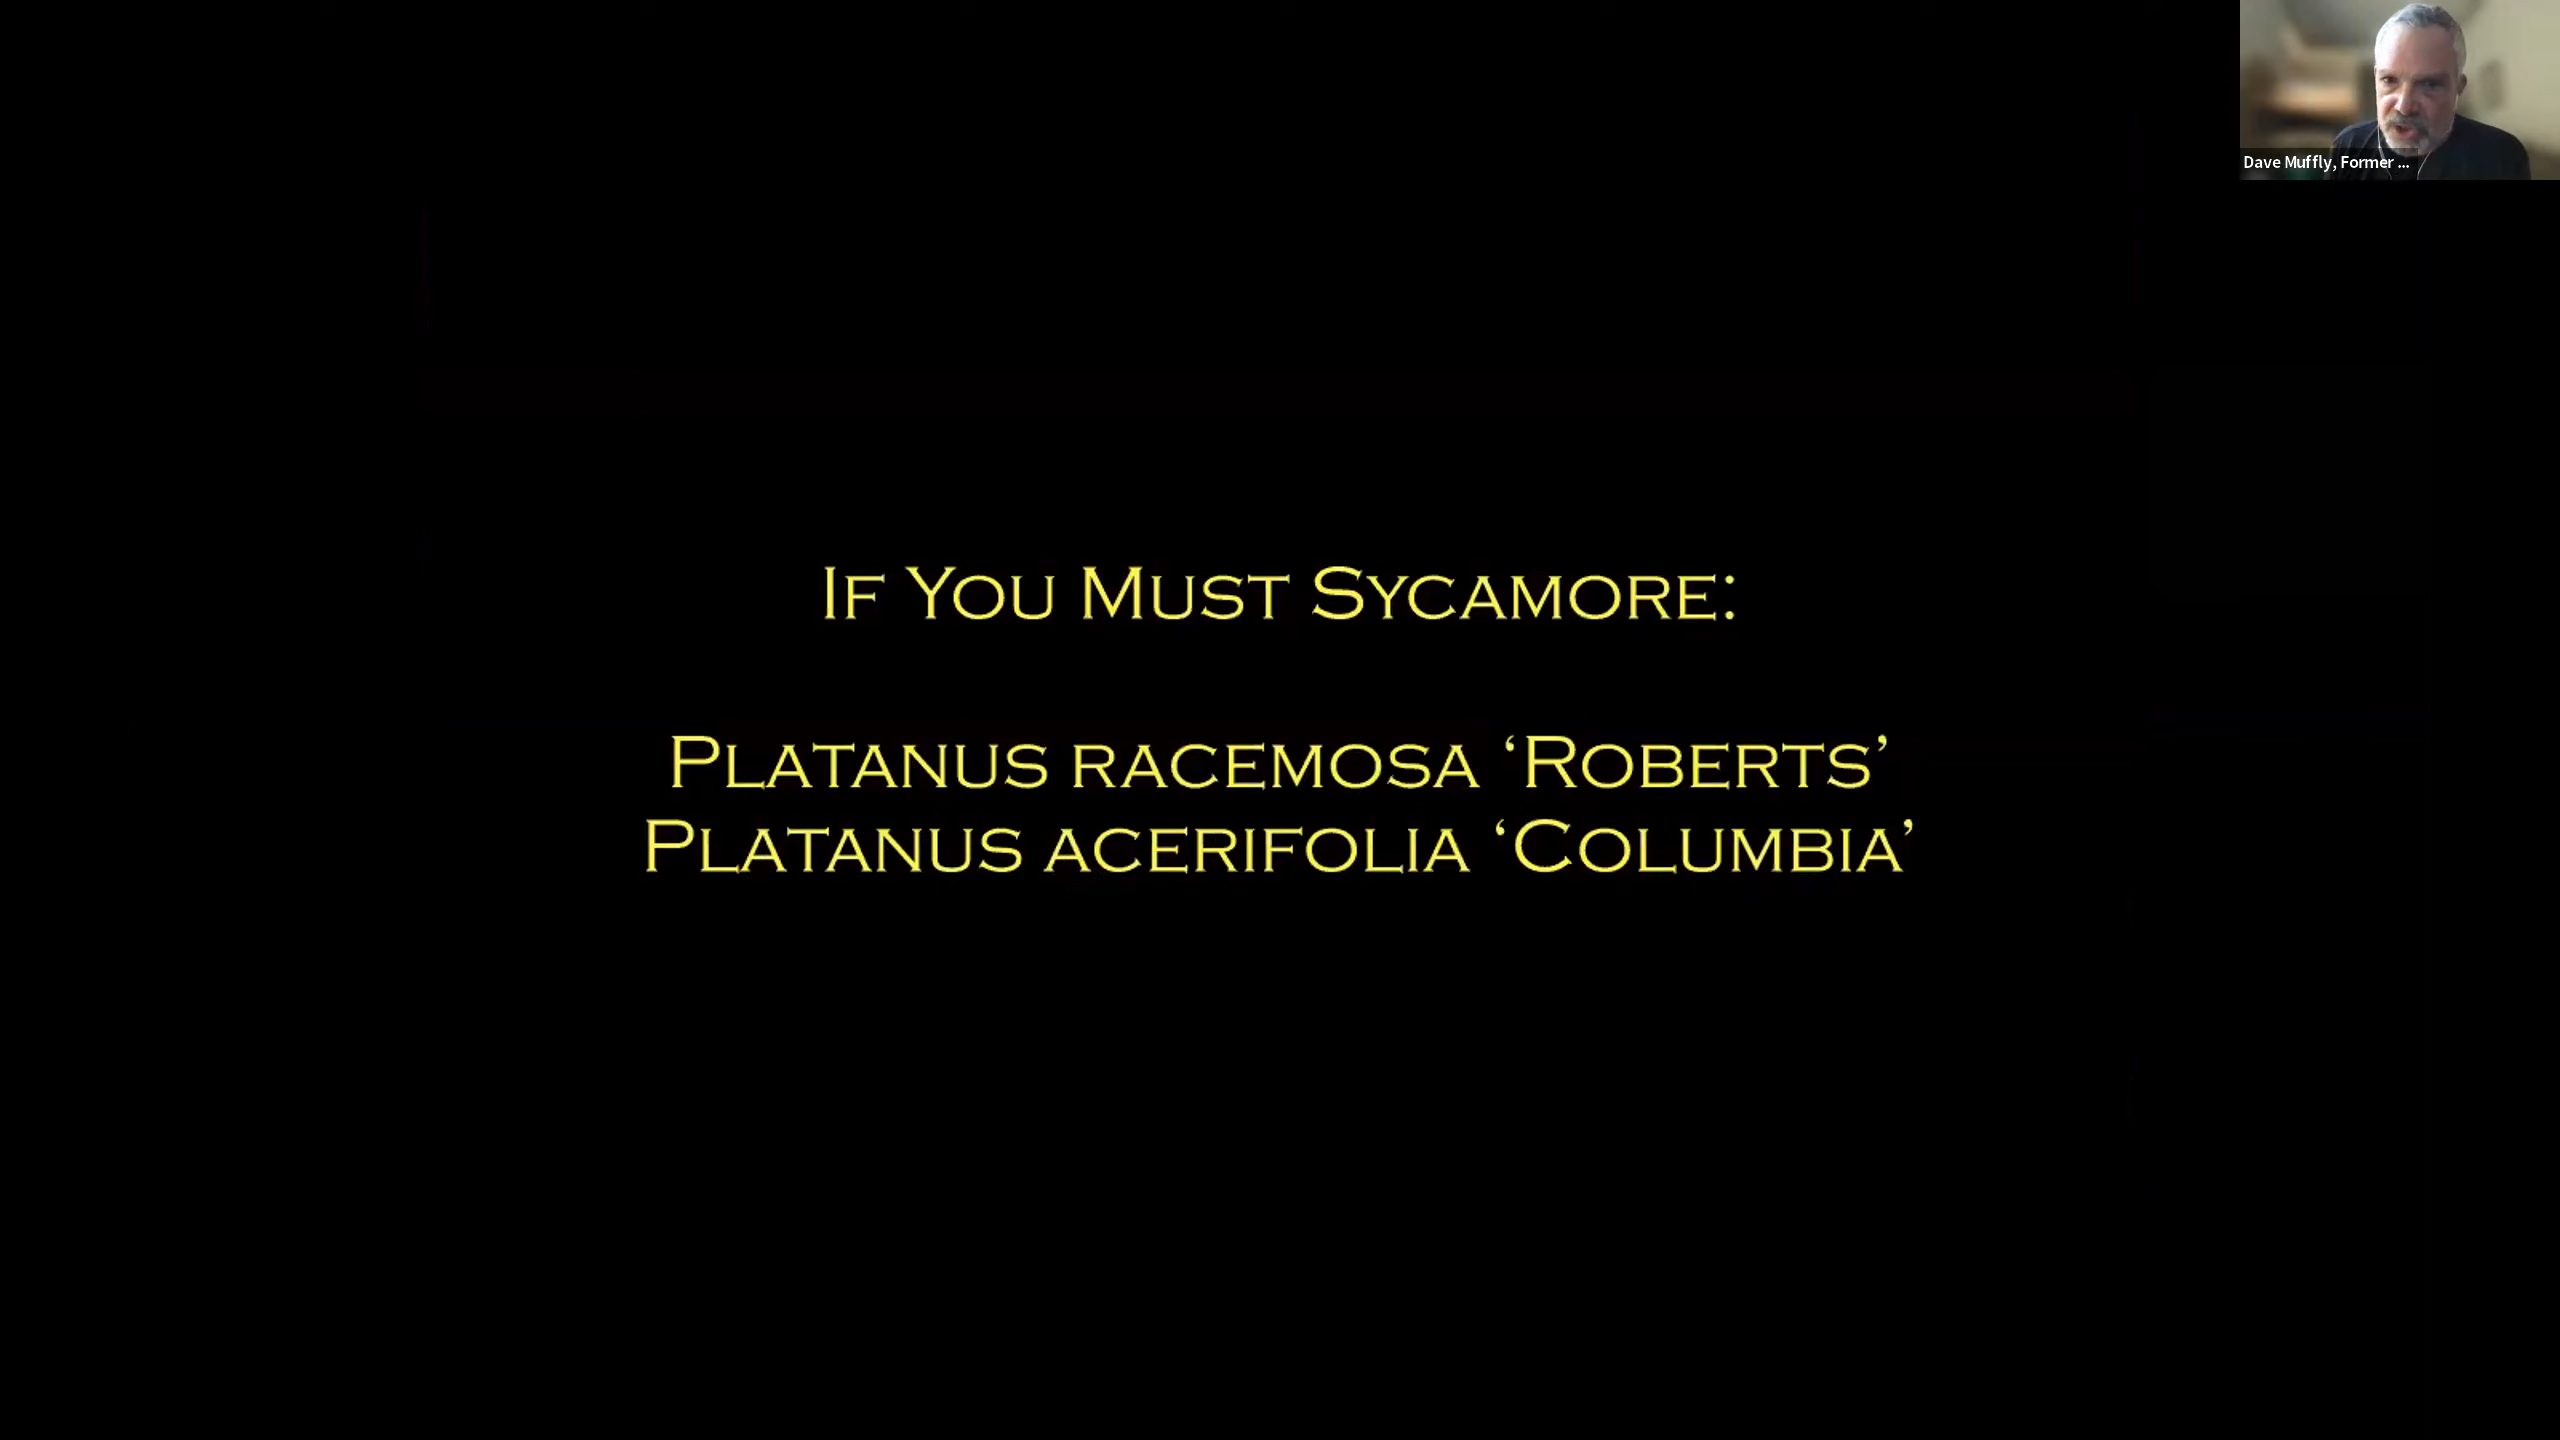 Dave Muffly, Former ...
If You Must Sycamore:
Platanus racemosa ‘Roberts’
Platanus acerifolia ‘Columbia’